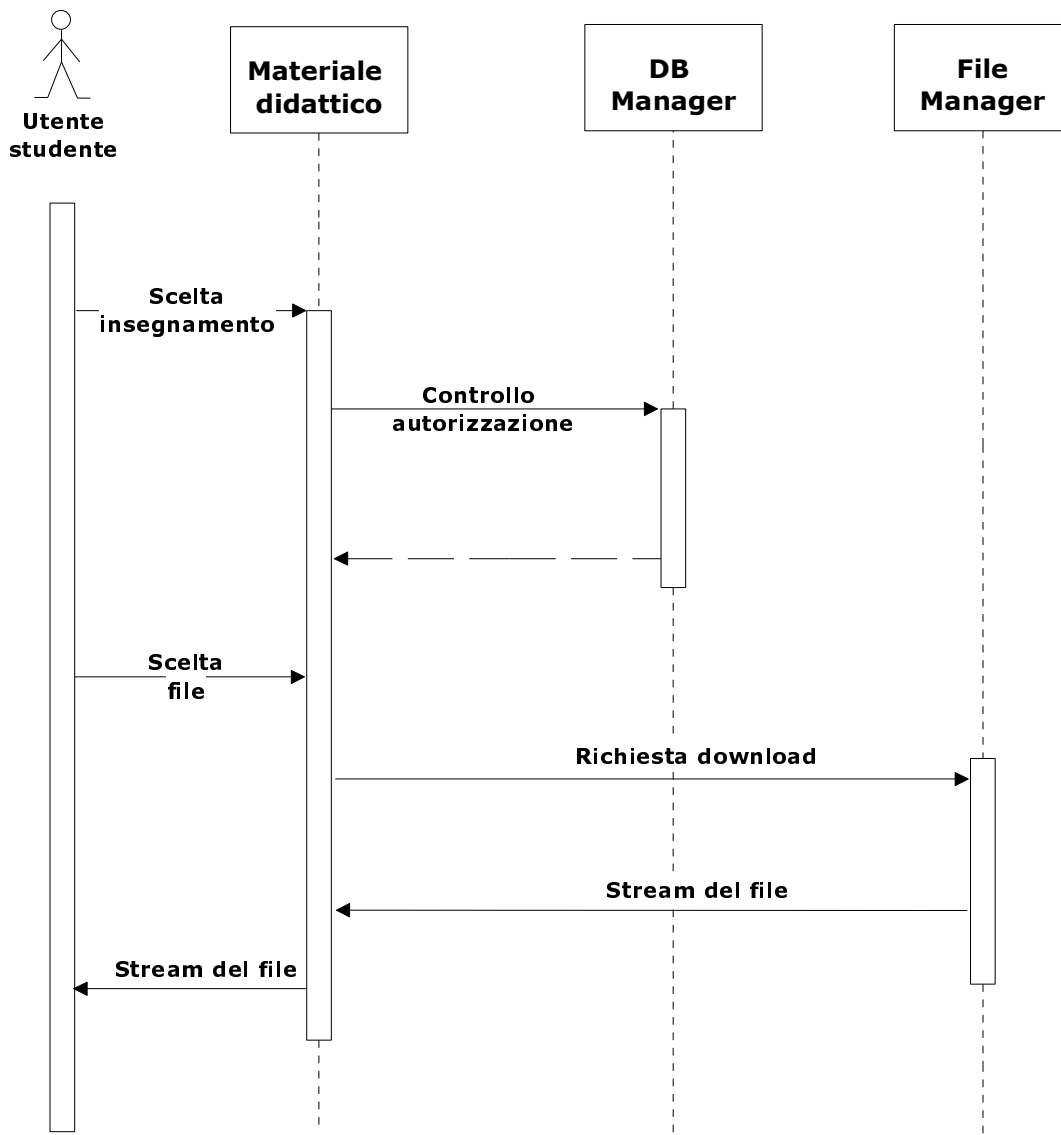 Utente
studente
Materiale
didattico
DB
Manager
File
Manager
Scelta
insegnamento
Controllo
autorizzazione
Scelta
file
Richiesta download
Stream del file
Stream del file